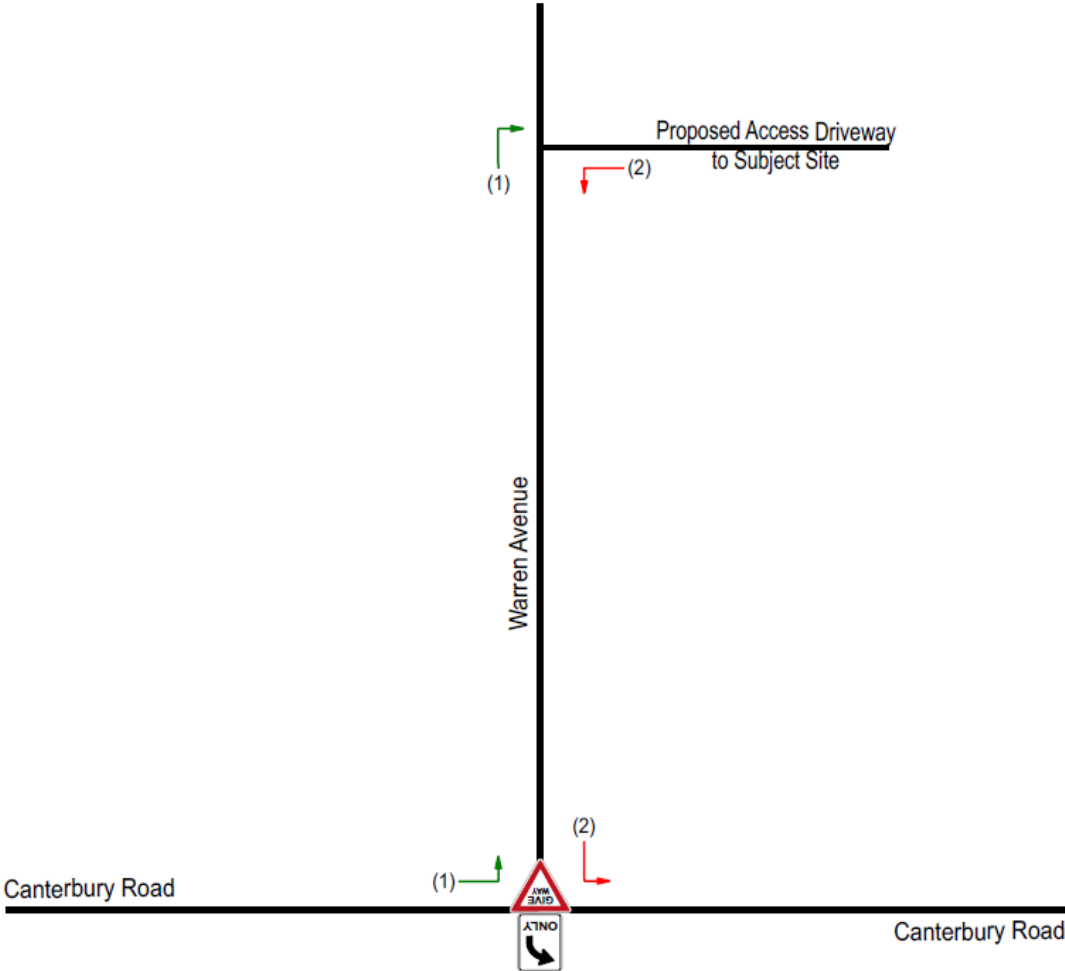 Proposed Access Driveway
to Subject Site
(1)
(2)
Warren Avenue
(2)
(1)
Canterbury Road
GIVE
WAY
ONLY
Canterbury Road